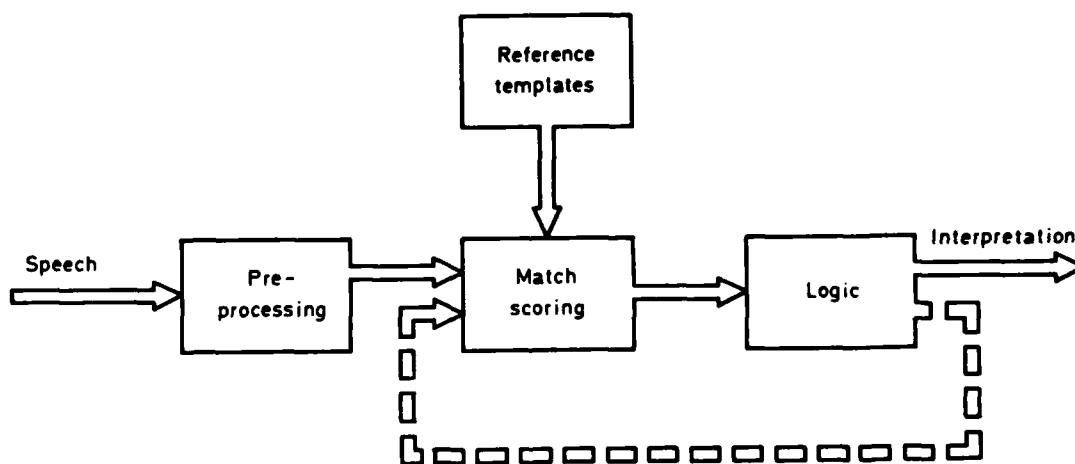 Reference
templates
Speech
Pre-
processing
Match
scoring
Logic
Interpretation